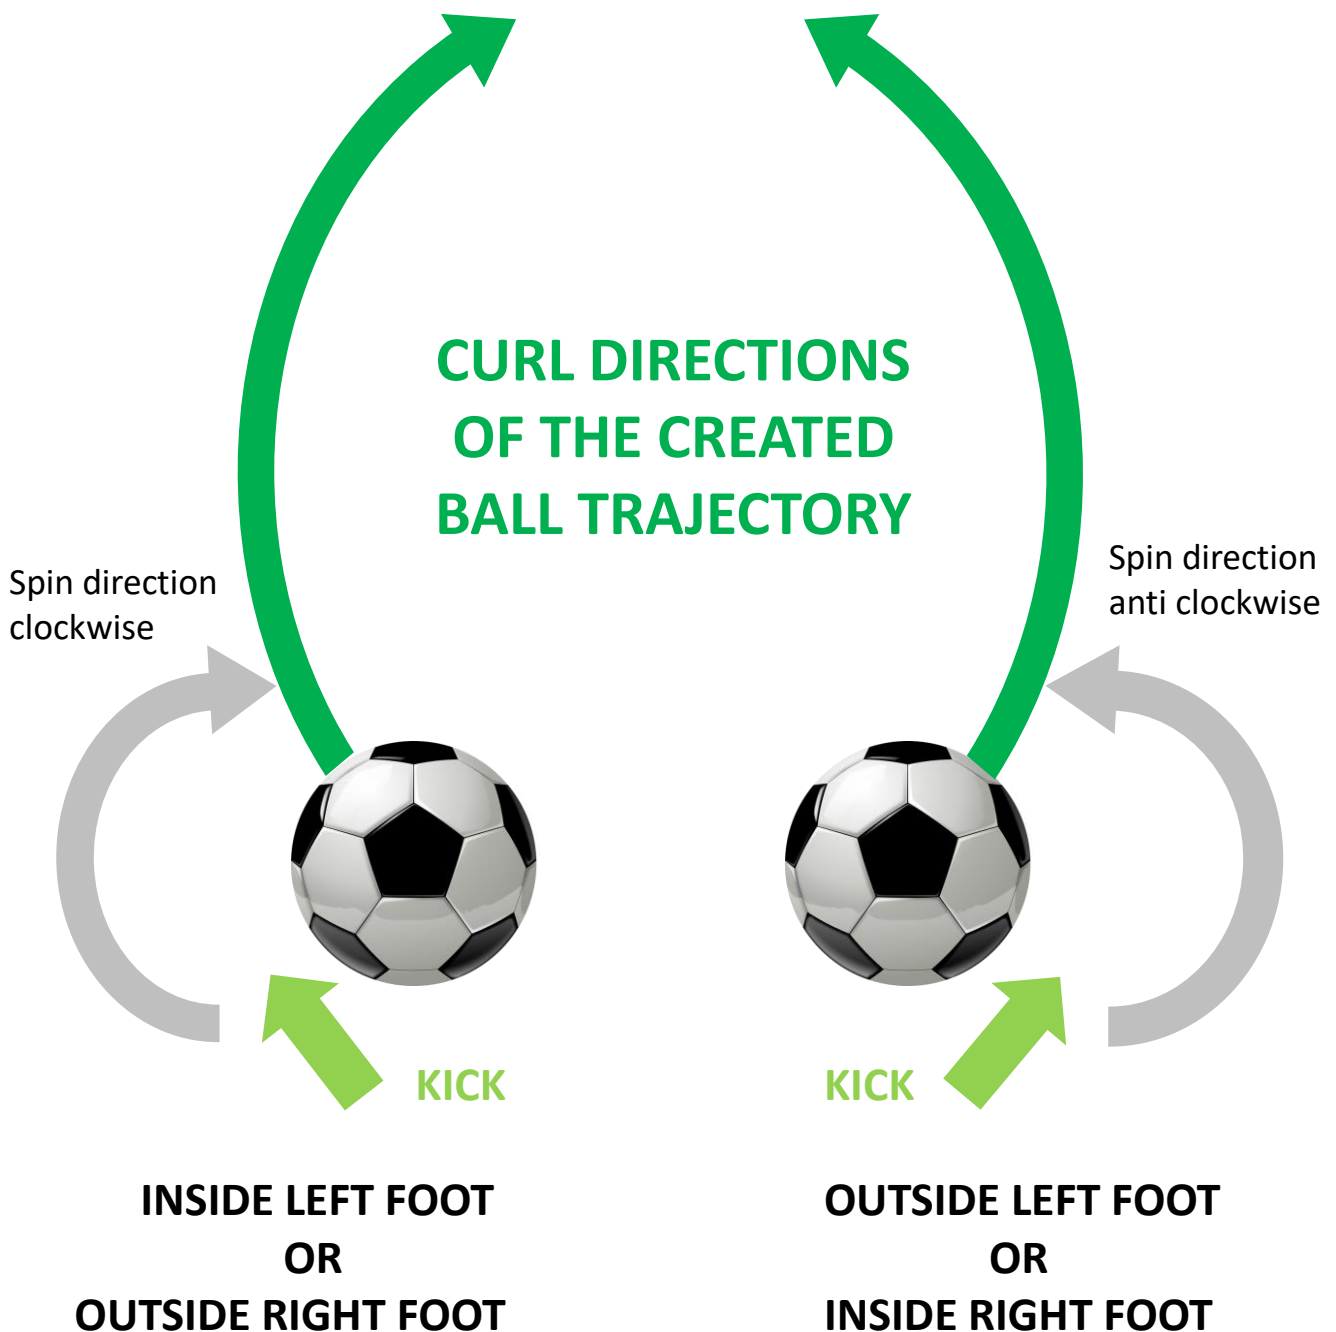 CURL DIRECTIONS
OF THE CREATED
BALL TRAJECTORY
Spin direction
clockwise
Spin direction
anti clockwise
KICK
KICK
INSIDE LEFT FOOT
OR
OUTSIDE RIGHT FOOT
OUTSIDE LEFT FOOT
OR
INSIDE RIGHT FOOT